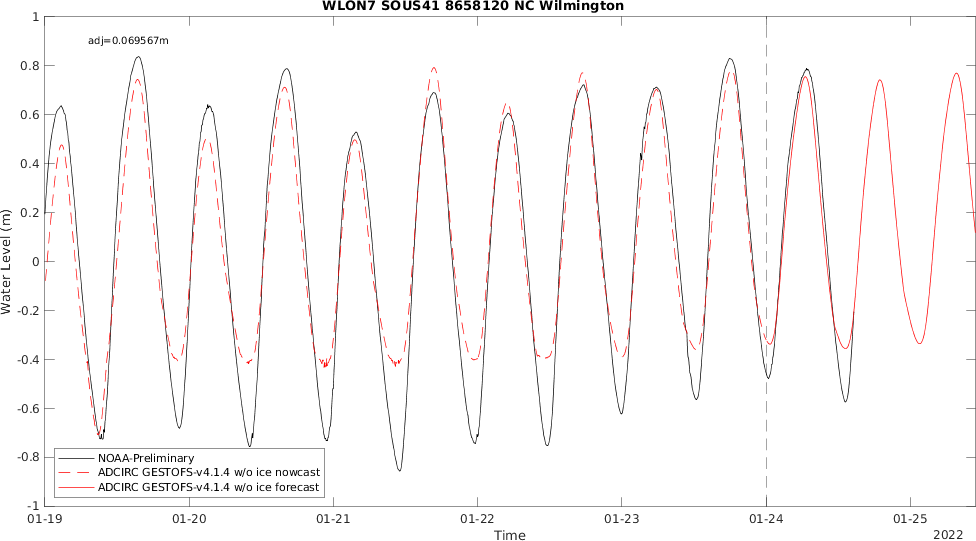 WLON7 SOUS41 8658120 NC Wilmington
adj=0.069567m
1
0.8
0.6
0.4
0.2
0
-0.2
-0.4
-0.6
-0.8
-1
Water Level (m)
NOAA-Preliminary
ADCIRC GESTOFS-v4.1.4 w/o ice nowcast
ADCIRC GESTOFS-v4.1.4 w/o ice forecast
01-19 01-20 01-21 01-22 01-23 01-24 01-25
Time
2022